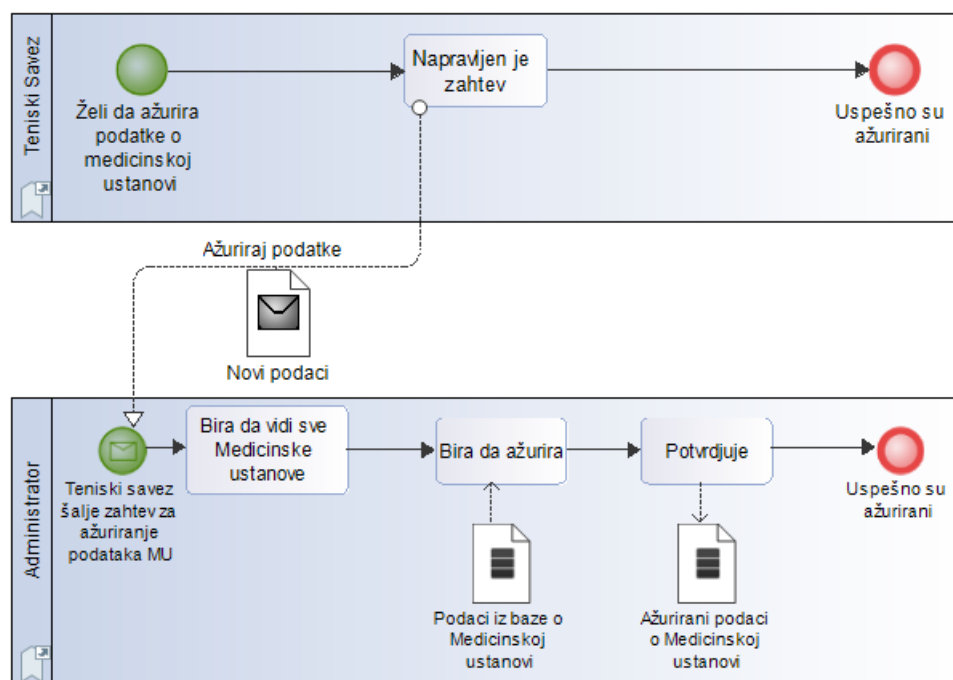 Teniski Savez
Želi da ažurira
podatke o
medicinskoj
ustanovi
Napravljen je
zahtev
Uspešno su
ažurirani
Ažuriraj podatke
Novi podaci
Administrator
Teniski savez
šalje zahtev za
ažuriranje
podataka MU
Bira da vidi sve
Medicinske
ustanove
Bira da ažurira
Podaci iz baze o
Medicinskoj
ustanovi
Potvrdjuje
Ažurirani podaci
o Medicinskoj
ustanovi
Uspešno su
ažurirani